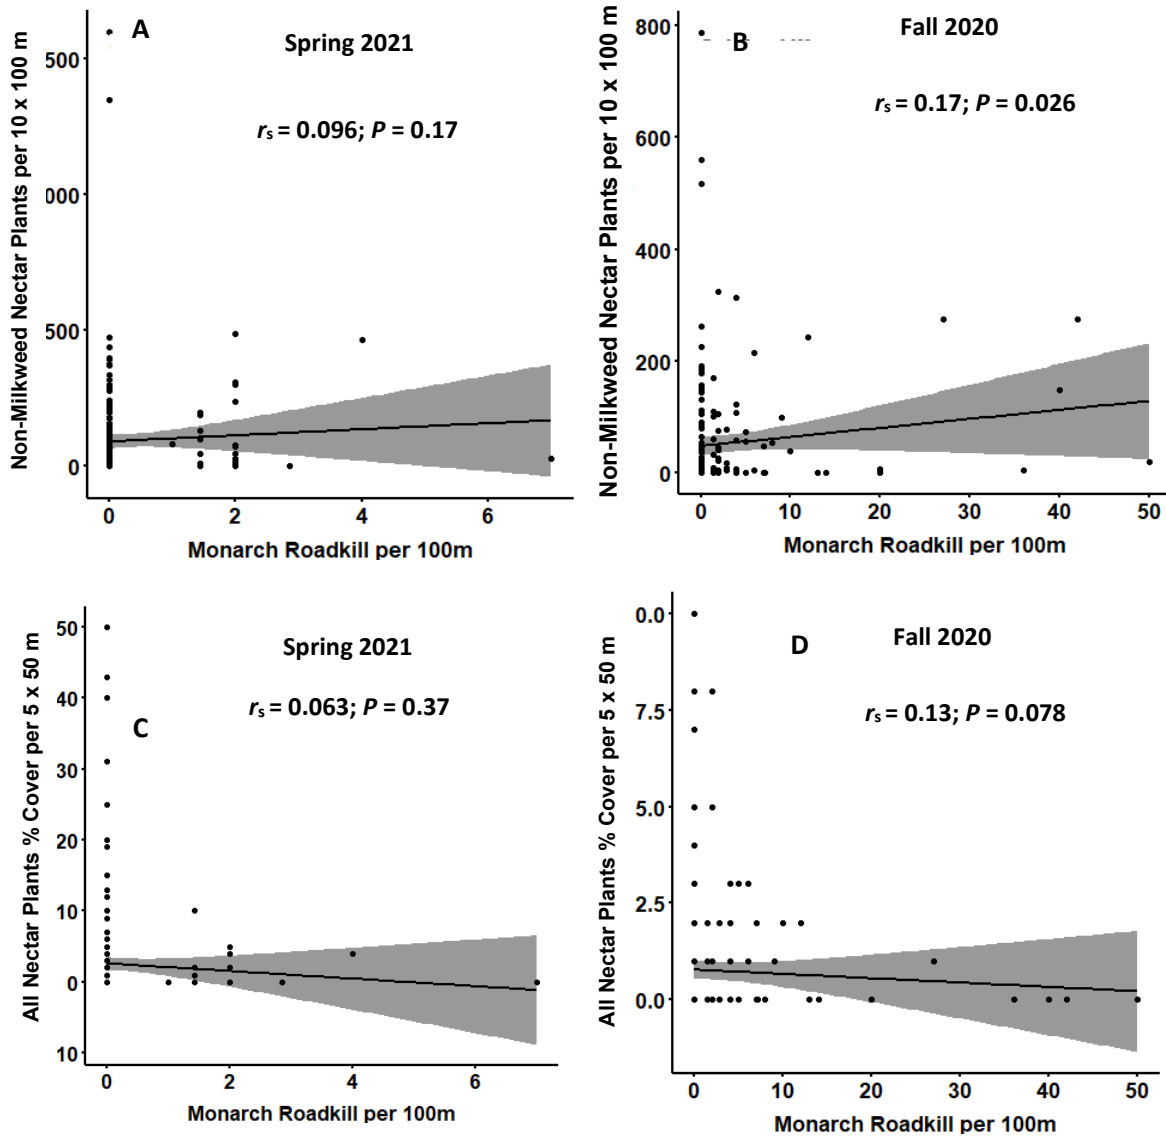 A
Spring 2021
rs = 0.096; P = 0.17
Non-Milkweed Nectar Plants per 10 x 100 m
500
000
500
0
0
2
4
6
Monarch Roadkill per 100m
B
Fall 2020
rs = 0.17; P = 0.026
Non-Milkweed Nectar Plants per 10 x 100 m
800
600
400
200
0
0
10
20
30
40
50
Monarch Roadkill per 100m
C
Spring 2021
rs = 0.063; P = 0.37
All Nectar Plants % Cover per 5 x 50 m
50
40
30
20
10
0
10
0
2
4
6
Monarch Roadkill per 100m
D
Fall 2020
rs = 0.13; P = 0.078
All Nectar Plants % Cover per 5 x 50 m
0.0
7.5
5.0
2.5
0.0
0
10
20
30
40
50
Monarch Roadkill per 100m